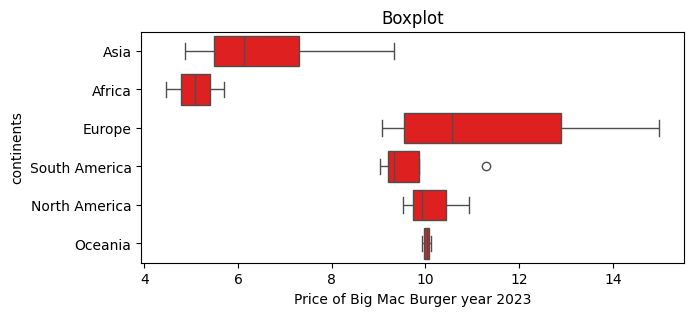 Boxplot
Asia
Africa
Europe
South America
North America
Oceania
continents
4 6 8 10 12 14
Price of Big Mac Burger year 2023